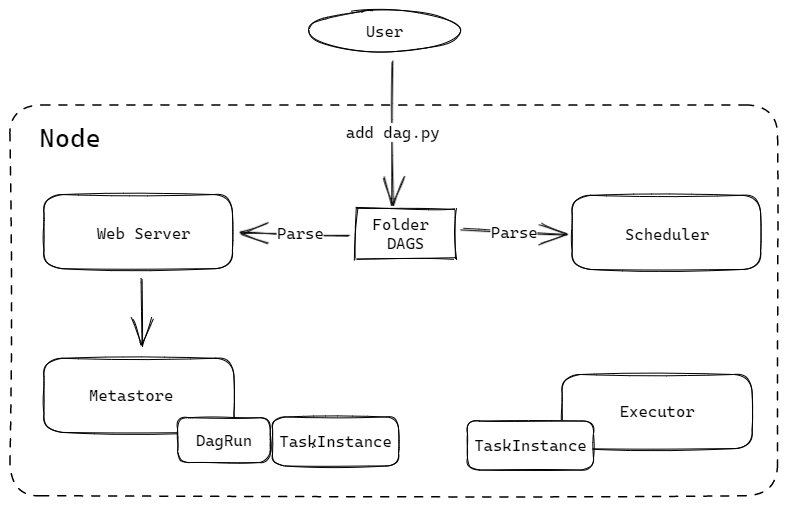 User
add dag.py
Node
Web Server
Parse
Folder
DAGS
Parse
Scheduler
Metastore
DagRun
TaskInstance
Executor
TaskInstance